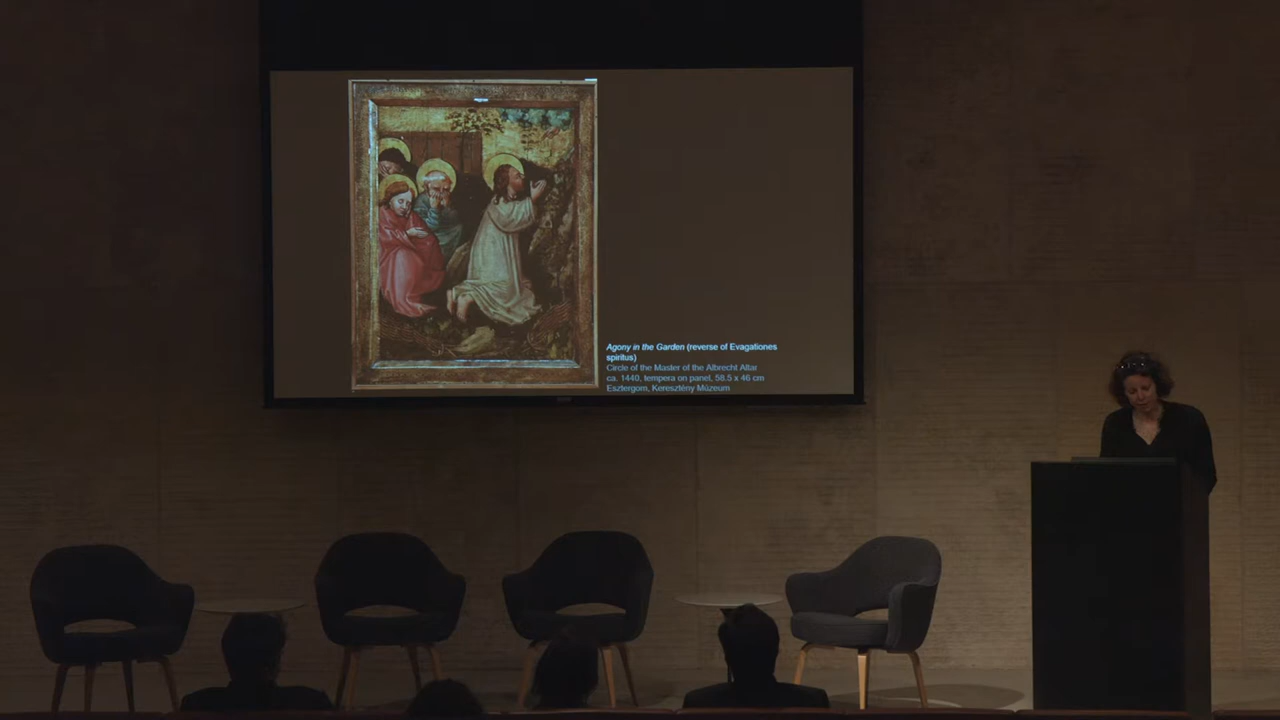 Agony in the Garden (reverse of Evagationes
spiritus)
Circle of the Master of the Albrecht Altar
ca. 1440, tempera on panel, 58.5 x 46 cm
Esztergom, Keresztény Múzeum